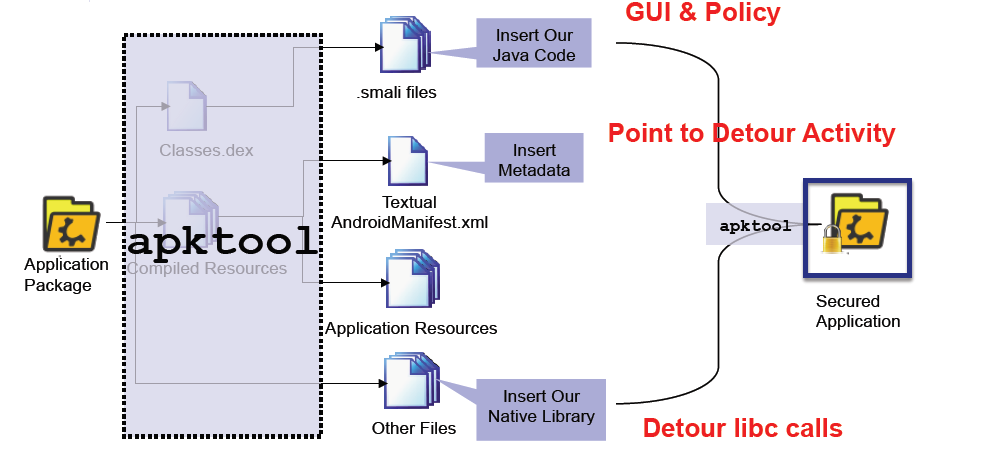 GUI & Policy
Insert Our
Java Code
.smali files
Point to Detour Activity
Classes.dex
Insert
Metadata
Textual
AndroidManifest.xml
apktool
Compiled Resources
Application
Package
apktool
Application Resources
Secured
Application
Insert Our
Native Library
Other Files
Detour libc calls